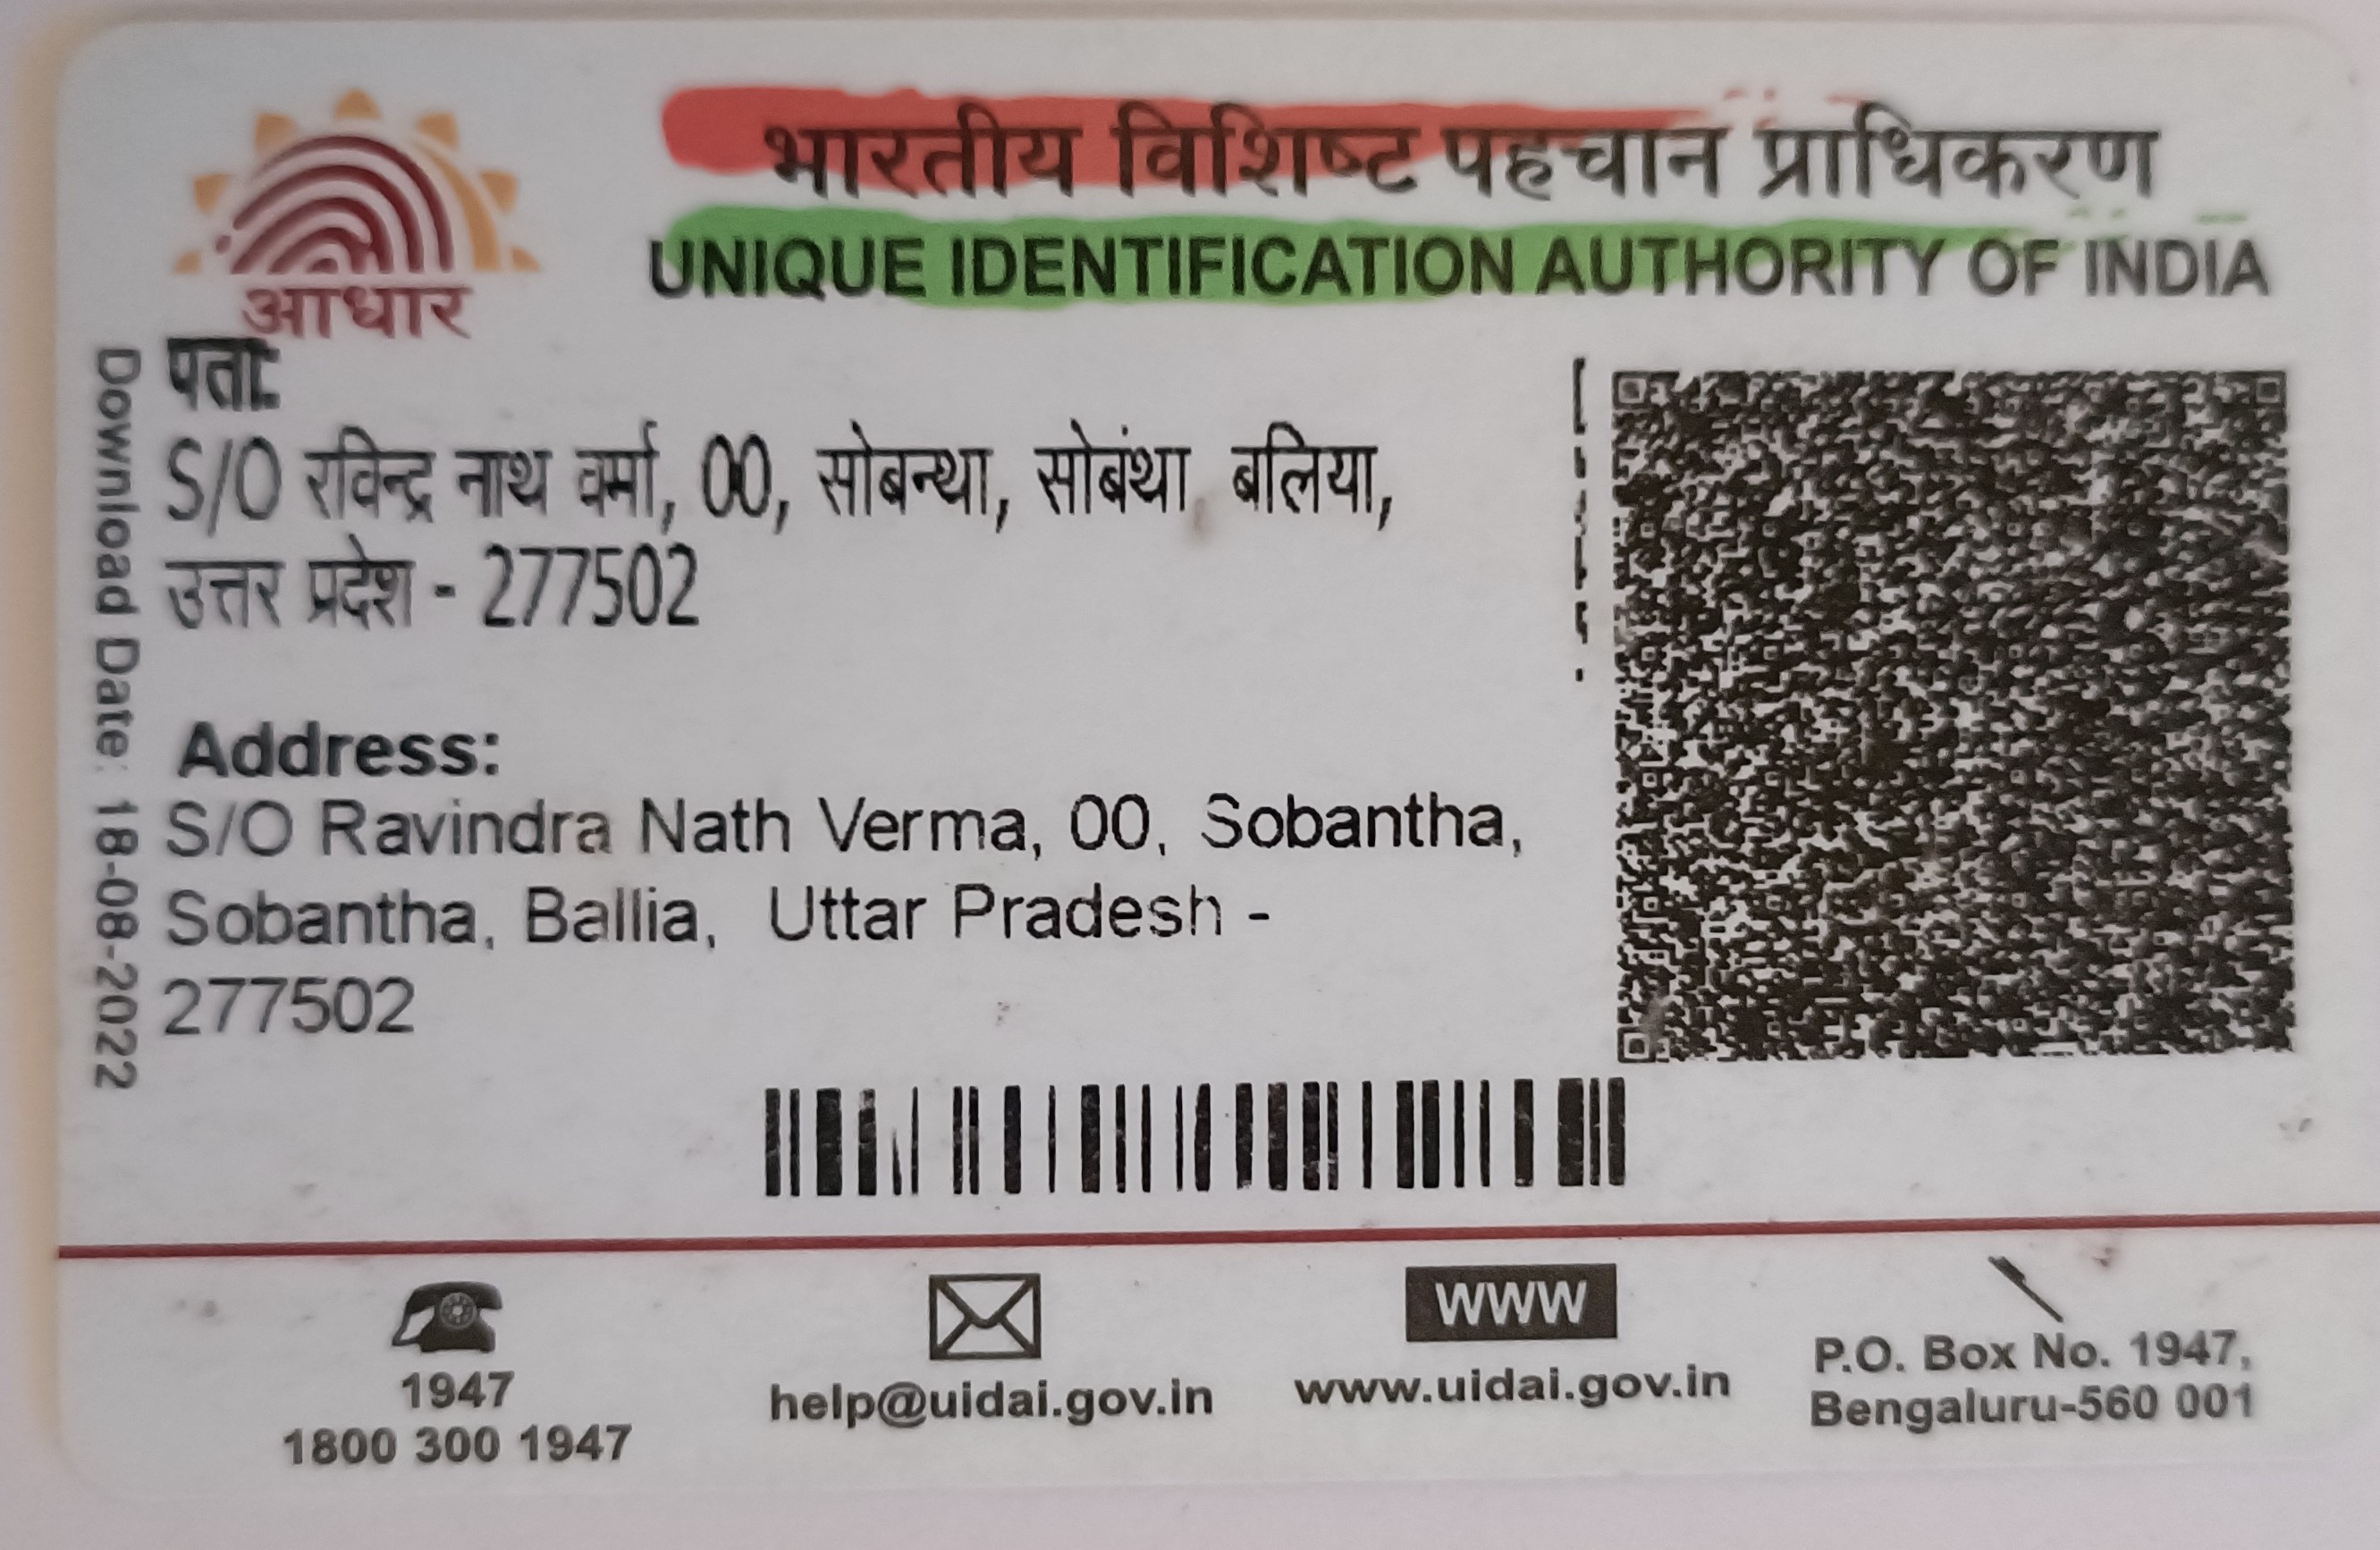 भारतीय विशिष्ट पहचान प्राधिकरण
UNIQUE IDENTIFICATION AUTHORITY OF INDIA
आधार
Download Date: 18-08-2022
पता:
S/O रविन्द्र नाथ वर्मा, 00, सोबन्था, सोबंथा, बलिया,
उत्तर प्रदेश - 277502
Address:
S/O Ravindra Nath Verma, 00, Sobantha,
Sobantha, Ballia, Uttar Pradesh -
277502
1947
1800 300 1947
help@uidai.gov.in
WWW
www.uidai.gov.in
P.O. Box No. 1947,
Bengaluru-560 001